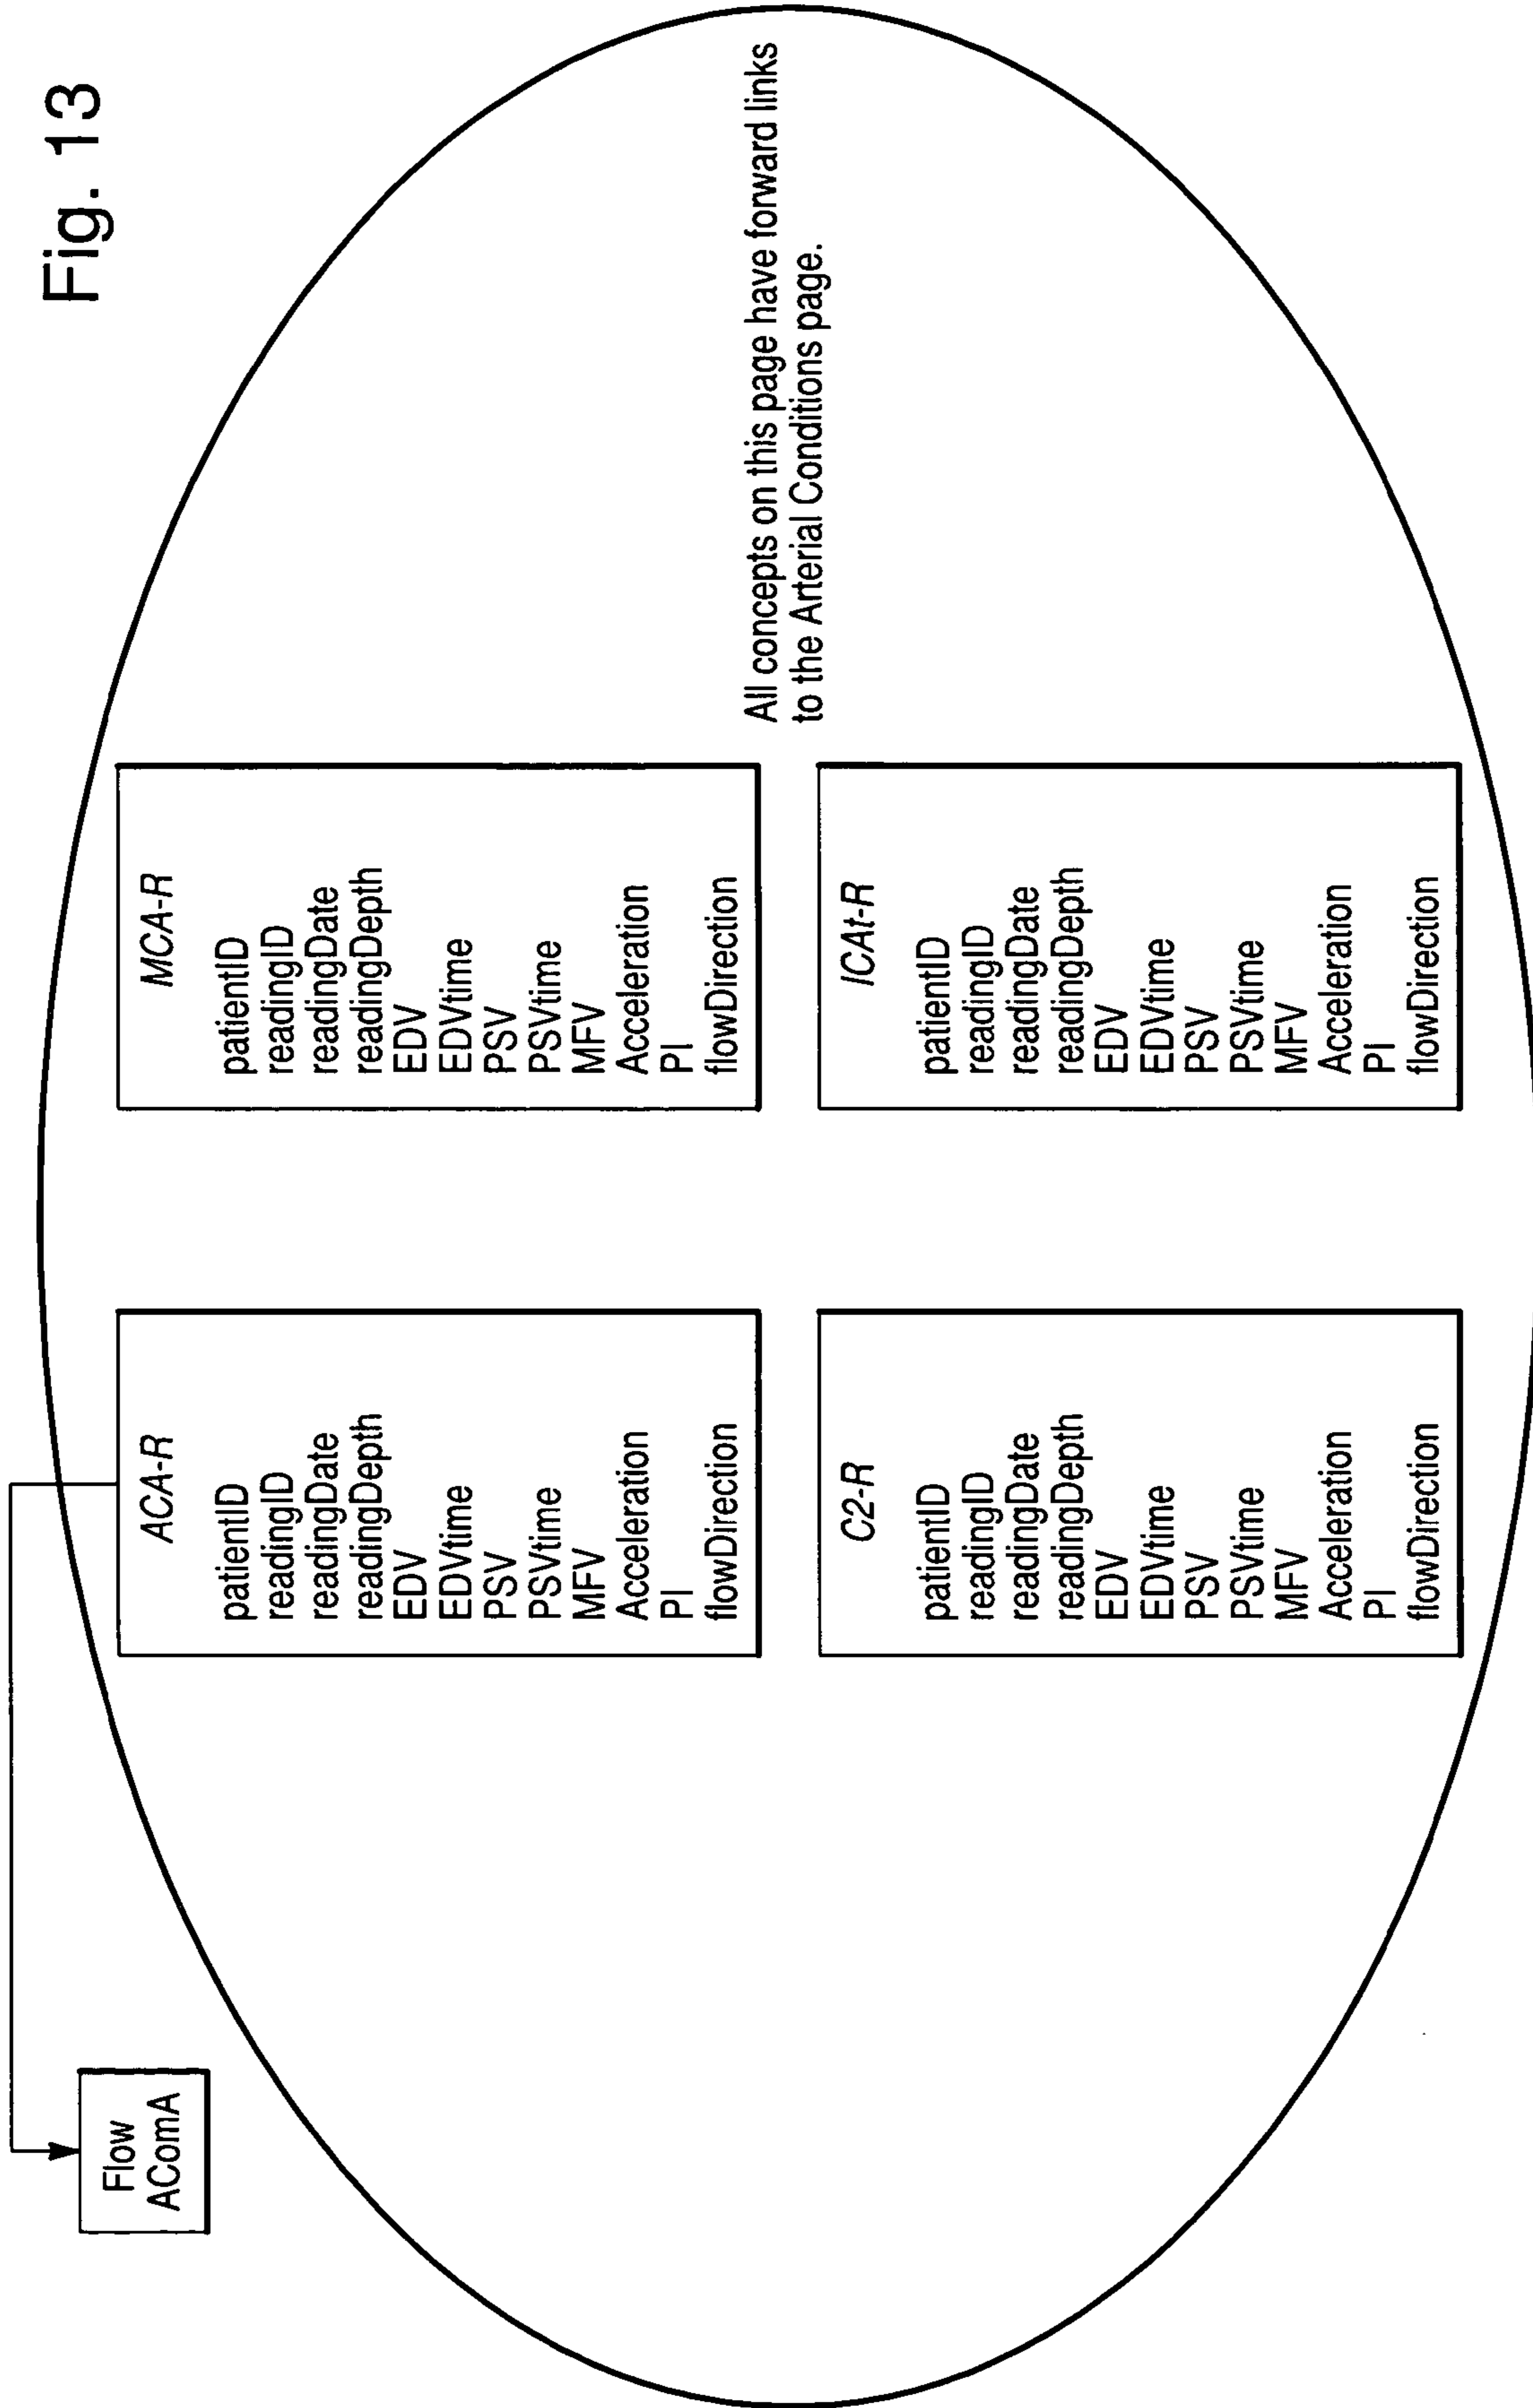 Fig. 13
Flow
AComA
ACA-R
patientID
readingID
readingDate
readingDepth
EDV
EDVtime
PSV
PSVtime
MFV
Acceleration
PI
flowDirection
MCA-R
patientID
readingID
readingDate
readingDepth
EDV
EDVtime
PSV
PSVtime
MFV
Acceleration
PI
flowDirection
C2-R
patientID
readingID
readingDate
readingDepth
EDV
EDVtime
PSV
PSVtime
MFV
Acceleration
PI
flowDirection
ICAt-R
patientID
readingID
readingDate
readingDepth
EDV
EDVtime
PSV
PSVtime
MFV
Acceleration
PI
flowDirection
All concepts on this page have forward links
to the Arterial Conditions page.